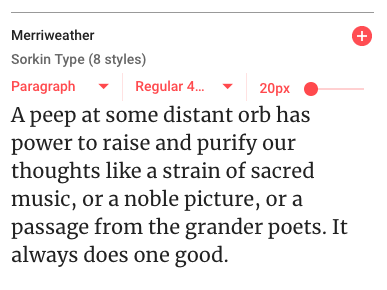 Merriweather
Sorkin Type (8 styles)
Paragraph Regular 4... 20px
A peep at some distant orb has
power to raise and purify our
thoughts like a strain of sacred
music, or a noble picture, or a
passage from the grander poets. It
always does one good.